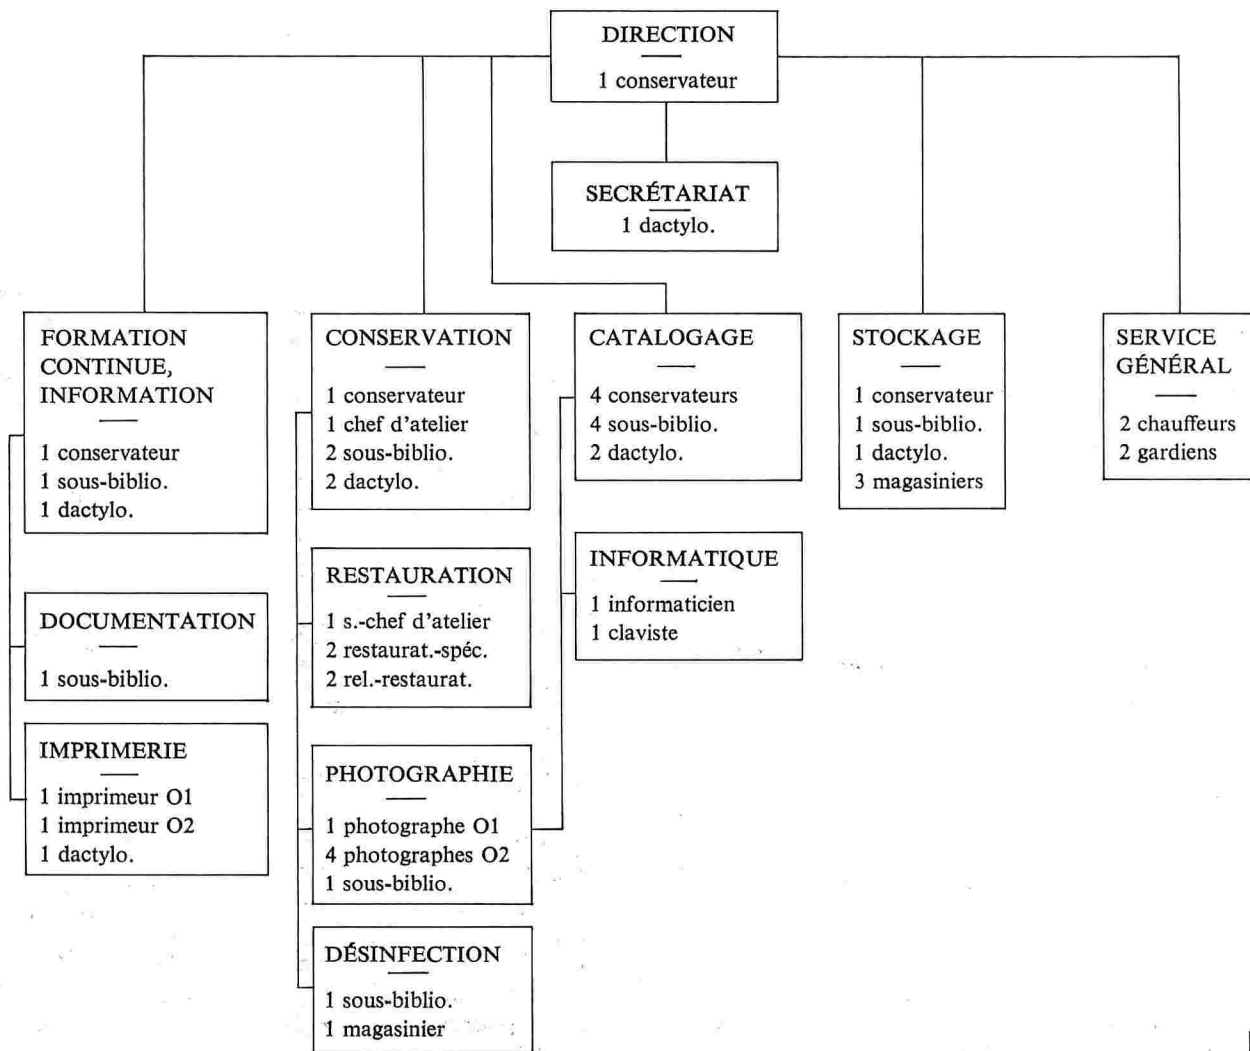 DIRECTION
1 conservateur
SECRÉTARIAT
1 dactylo.
FORMATION
CONTINUE,
INFORMATION
1 conservateur
1 sous-biblio.
1 dactylo.
DOCUMENTATION
1 sous-biblio.
IMPRIMERIE
1 imprimeur O1
1 imprimeur O2
1 dactylo.
CONSERVATION
1 conservateur
1 chef d'atelier
2 sous-biblio.
2 dactylo.
RESTAURATION
1 s.-chef d'atelier
2 restaurat.-spéc.
2 rel.-restaurat.
PHOTOGRAPHIE
1 photographe O1
4 photographes O2
1 sous-biblio.
DÉSINFECTION
1 sous-biblio.
1 magasinier
CATALOGAGE
4 conservateurs
4 sous-biblio.
2 dactylo.
INFORMATIQUE
1 informaticien
1 claviste
STOCKAGE
1 conservateur
1 sous-biblio.
1 dactylo.
3 magasiniers
SERVICE
GÉNÉRAL
2 chauffeurs
2 gardiens